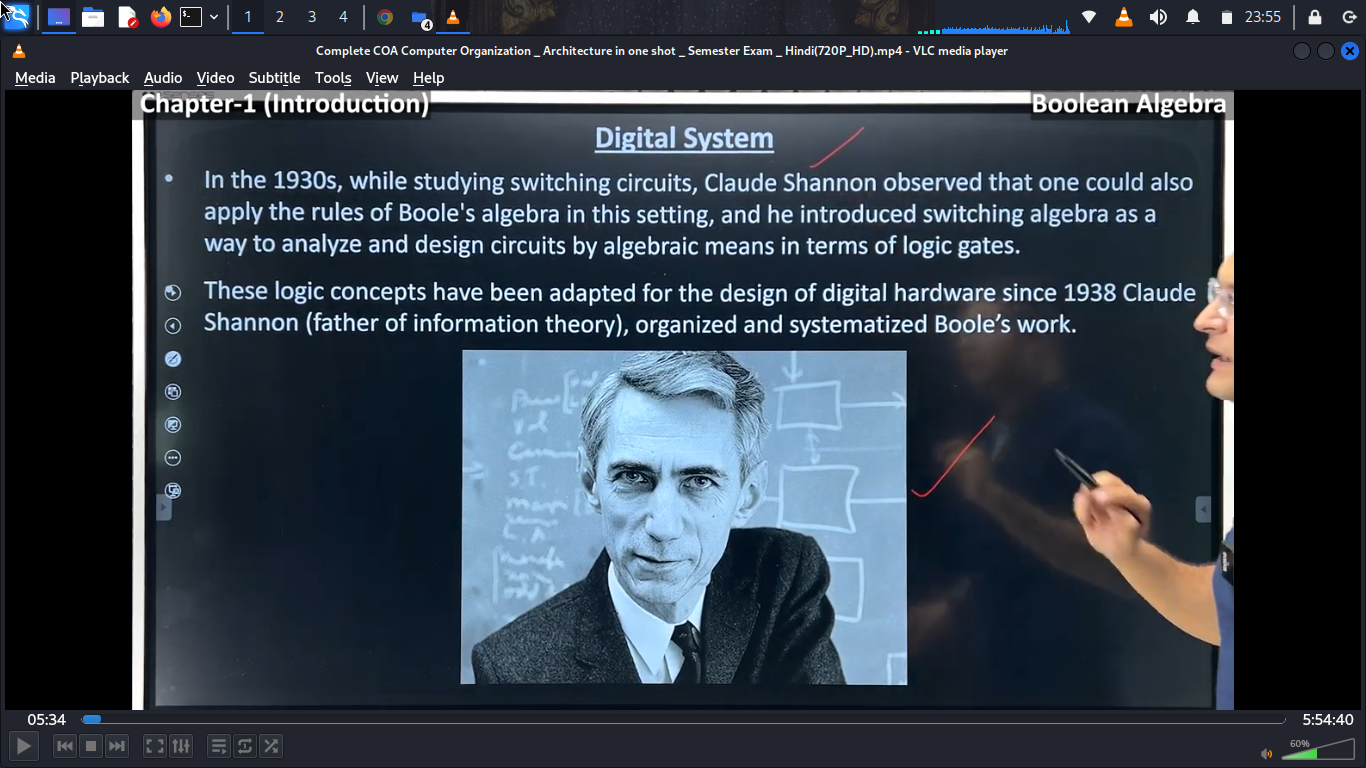 1 2 3 4
4
23:55
Complete COA Computer Organization _ Architecture in one shot _ Semester Exam _ Hindi(720P_HD).mp4 - VLC media player
Media Playback Audio Video Subtitle Tools View Help
Chapter-1 (Introduction) Boolean Algebra
Digital System
• In the 1930s, while studying switching circuits, Claude Shannon observed that one could also
apply the rules of Boole's algebra in this setting, and he introduced switching algebra as a
way to analyze and design circuits by algebraic means in terms of logic gates.
These logic concepts have been adapted for the design of digital hardware since 1938 Claude
Shannon (father of information theory), organized and systematized Boole’s work.
S.T.
05:34 5:54:40
60%